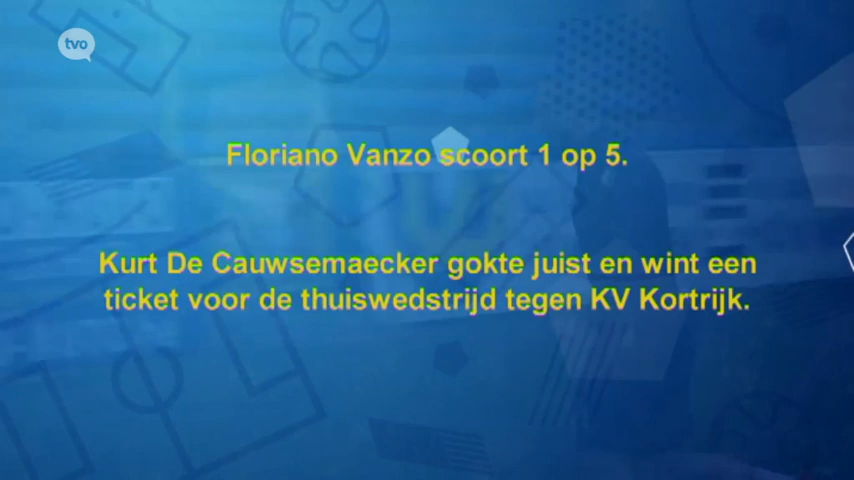 tvo
Floriano Vanzo scoort 1 op 5.
Kurt De Cauwsemaecker gokte juist en wint een
ticket voor de thuiswedstrijd tegen KV Kortrijk.